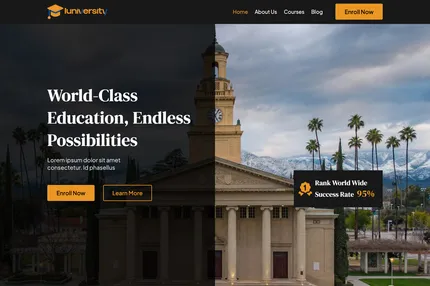 iuniversity
Home About Us Courses Blog Enroll Now
World-Class
Education, Endless
Possibilities
Lorem ipsum dolor sit amet
consectetur. Id phasellus
Enroll Now Learn More
1
Rank World Wide
Success Rate 95%